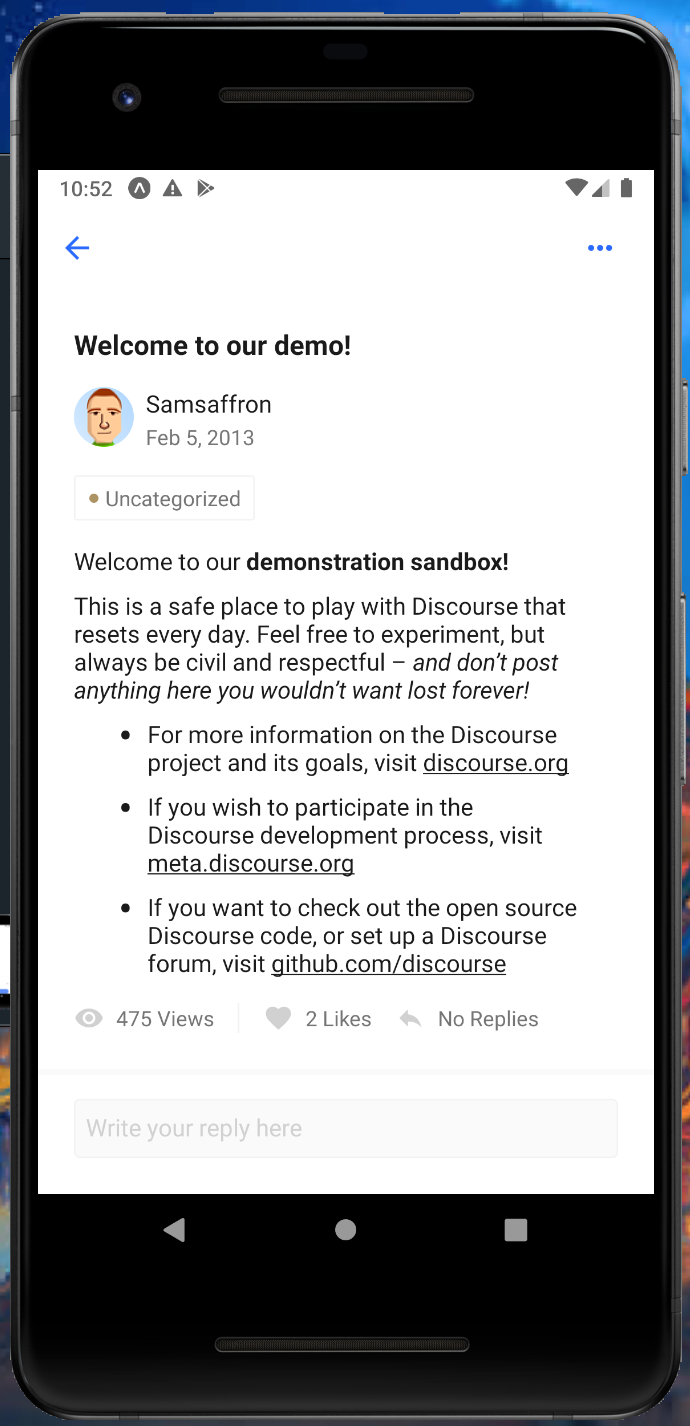 10:52
Welcome to our demo!
Samsaffron
Feb 5, 2013
Uncategorized
Welcome to our demonstration sandbox!
This is a safe place to play with Discourse that
resets every day. Feel free to experiment, but
always be civil and respectful – and don’t post
anything here you wouldn’t want lost forever!
• For more information on the Discourse
project and its goals, visit discourse.org
• If you wish to participate in the
Discourse development process, visit
meta.discourse.org
• If you want to check out the open source
Discourse code, or set up a Discourse
forum, visit github.com/discourse
475 Views 2 Likes No Replies
Write your reply here